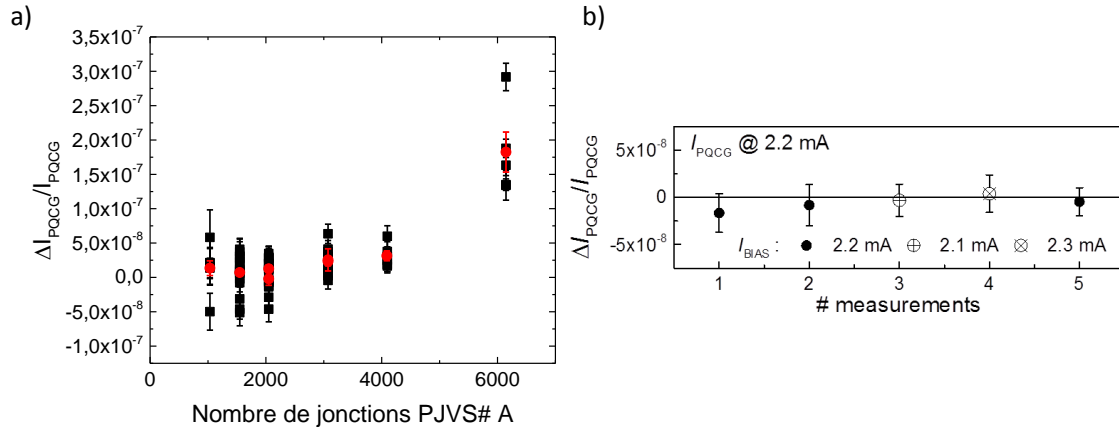 a)
3,5x10⁻⁷
3,0x10⁻⁷
2,5x10⁻⁷
2,0x10⁻⁷
1,5x10⁻⁷
1,0x10⁻⁷
5,0x10⁻⁸
0,0
-5,0x10⁻⁸
-1,0x10⁻⁷
ΔI_PQCG/I_PQCG
0 2000 4000 6000
Nombre de jonctions PJVS# A
b)
I_PQCG @ 2.2 mA
5x10⁻⁸
0
-5x10⁻⁸
ΔI_PQCG/I_PQCG
I_BIAS : 2.2 mA 2.1 mA 2.3 mA
1 2 3 4 5
# measurements